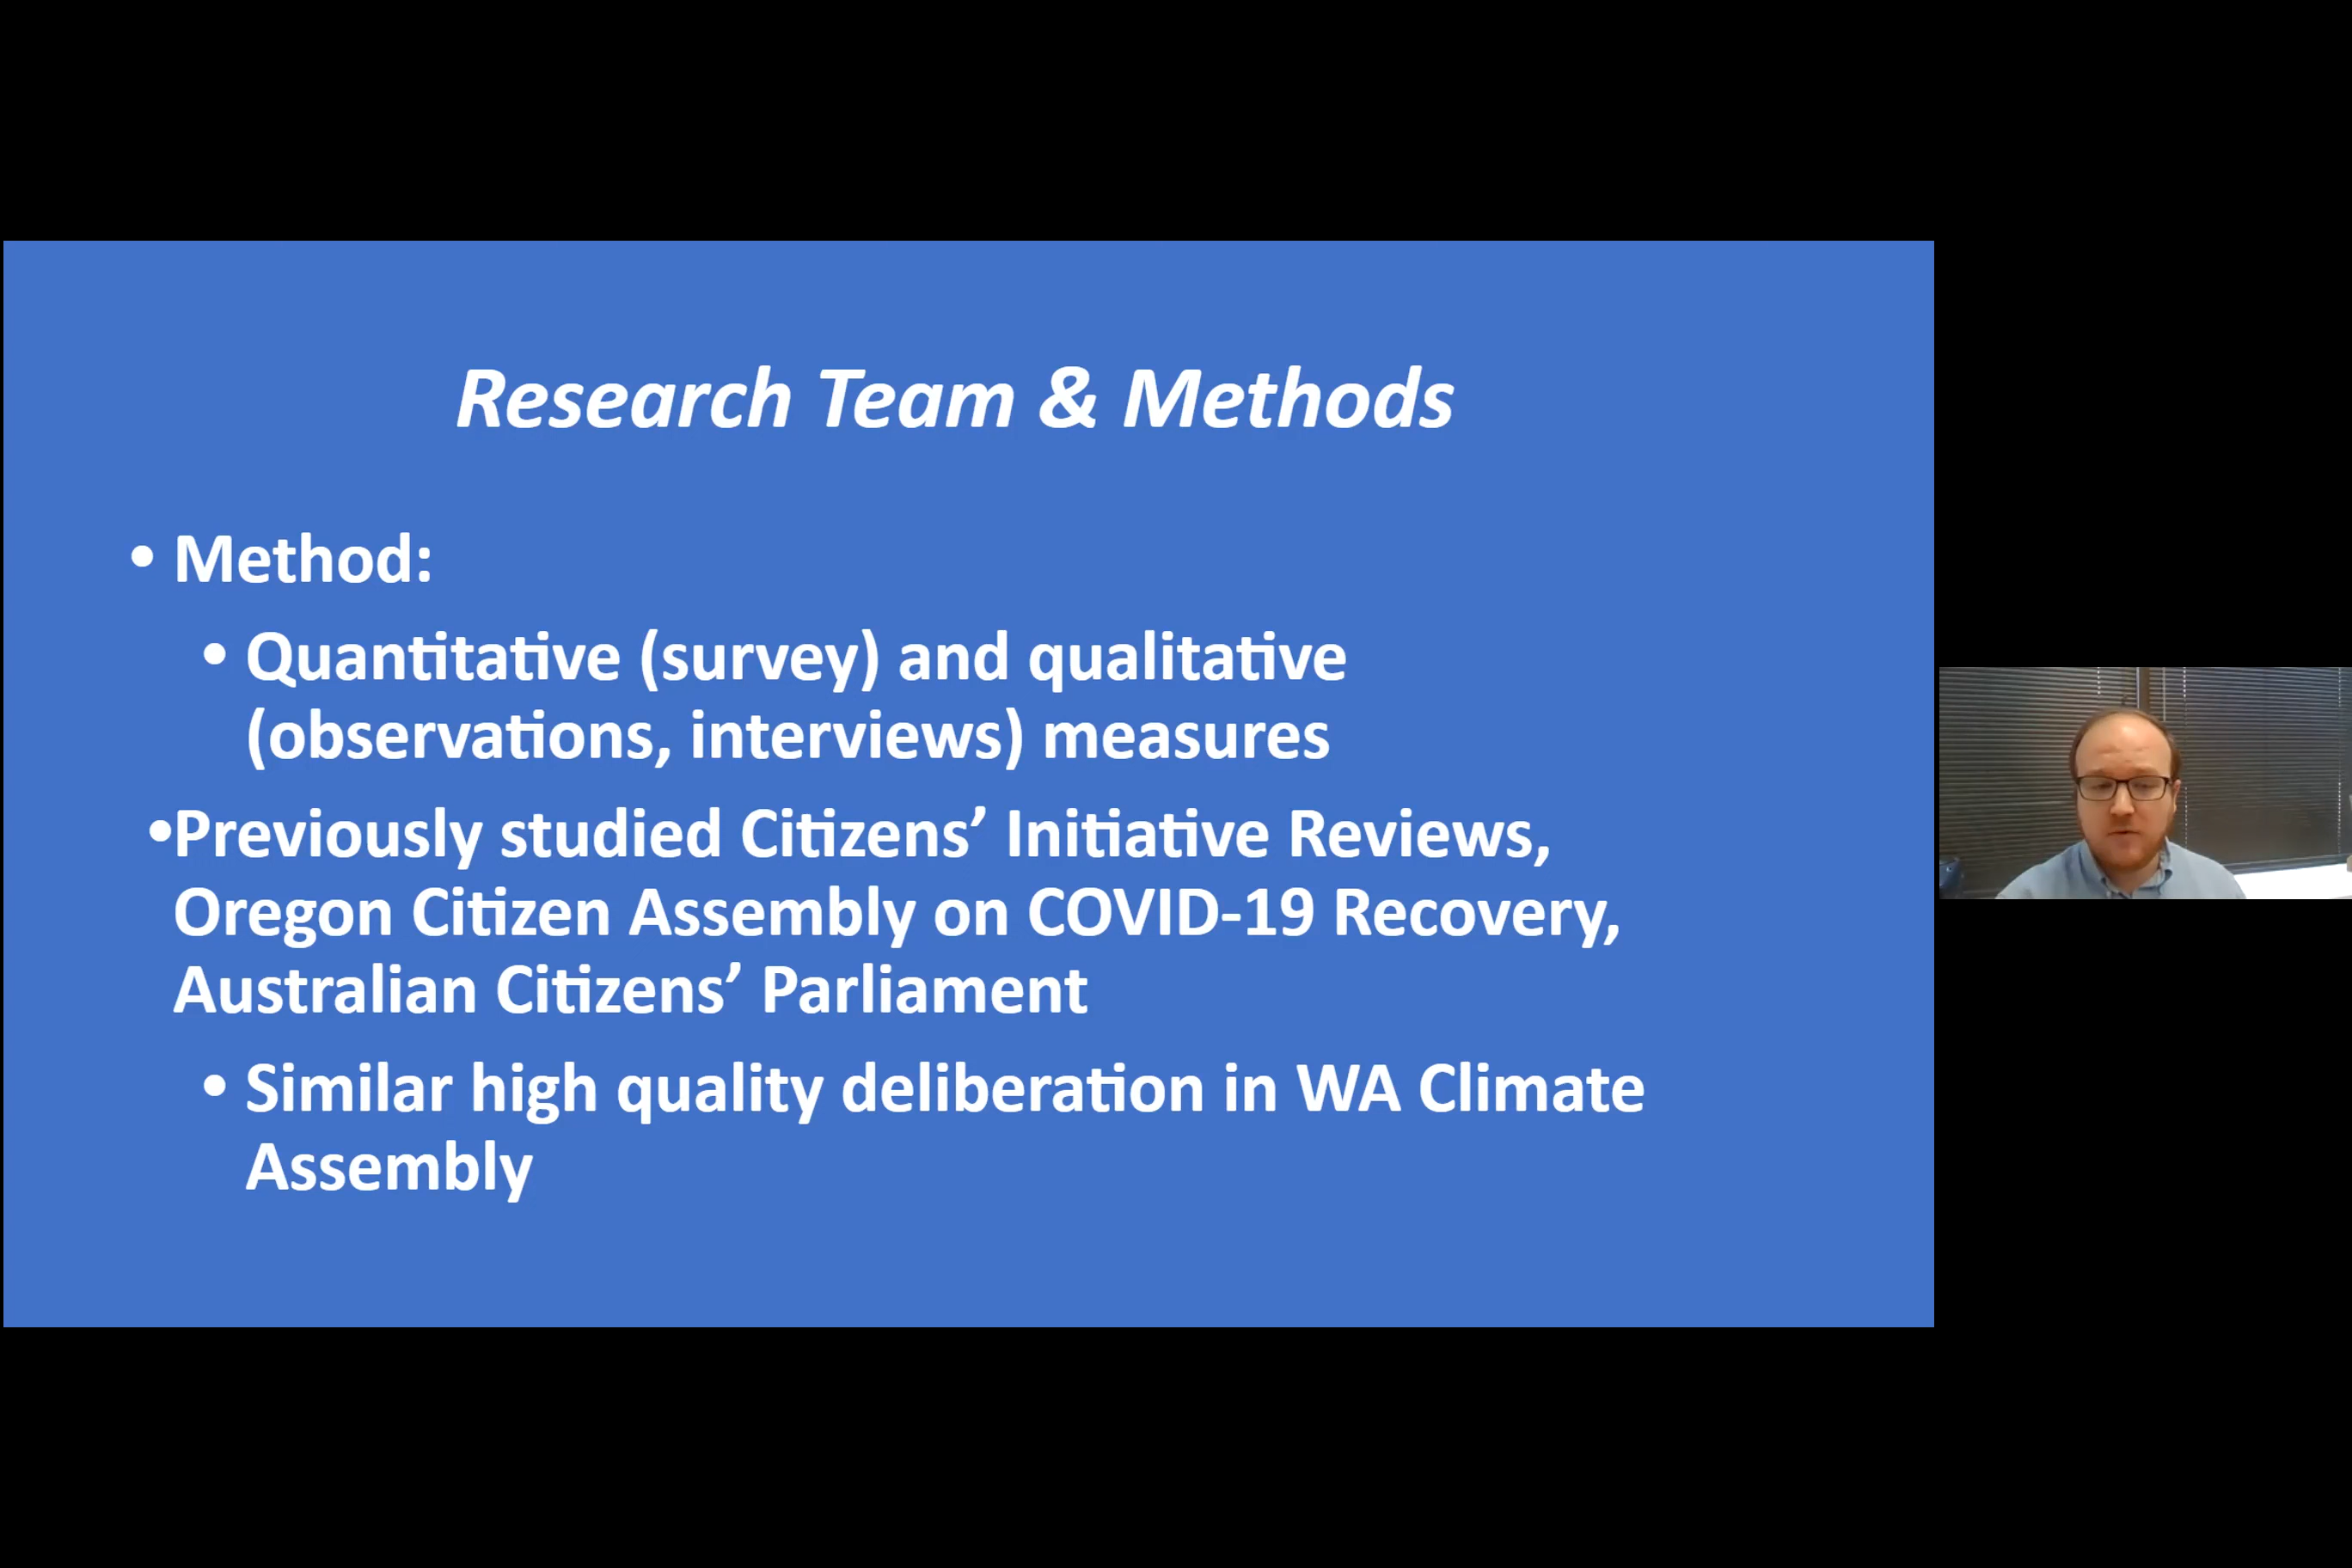 Research Team & Methods
• Method:
• Quantitative (survey) and qualitative
(observations, interviews) measures
•Previously studied Citizens’ Initiative Reviews,
Oregon Citizen Assembly on COVID-19 Recovery,
Australian Citizens’ Parliament
• Similar high quality deliberation in WA Climate
Assembly